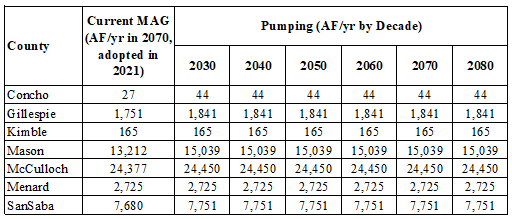 County Current MAG (AF/yr in 2070, adopted in 2021) Pumping (AF/yr by Decade)
2030 2040 2050 2060 2070 2080
Concho 27 44 44 44 44 44 44
Gillespie 1,751 1,841 1,841 1,841 1,841 1,841 1,841
Kimble 165 165 165 165 165 165 165
Mason 13,212 15,039 15,039 15,039 15,039 15,039 15,039
McCulloch 24,377 24,450 24,450 24,450 24,450 24,450 24,450
Menard 2,725 2,725 2,725 2,725 2,725 2,725 2,725
SanSaba 7,680 7,751 7,751 7,751 7,751 7,751 7,751